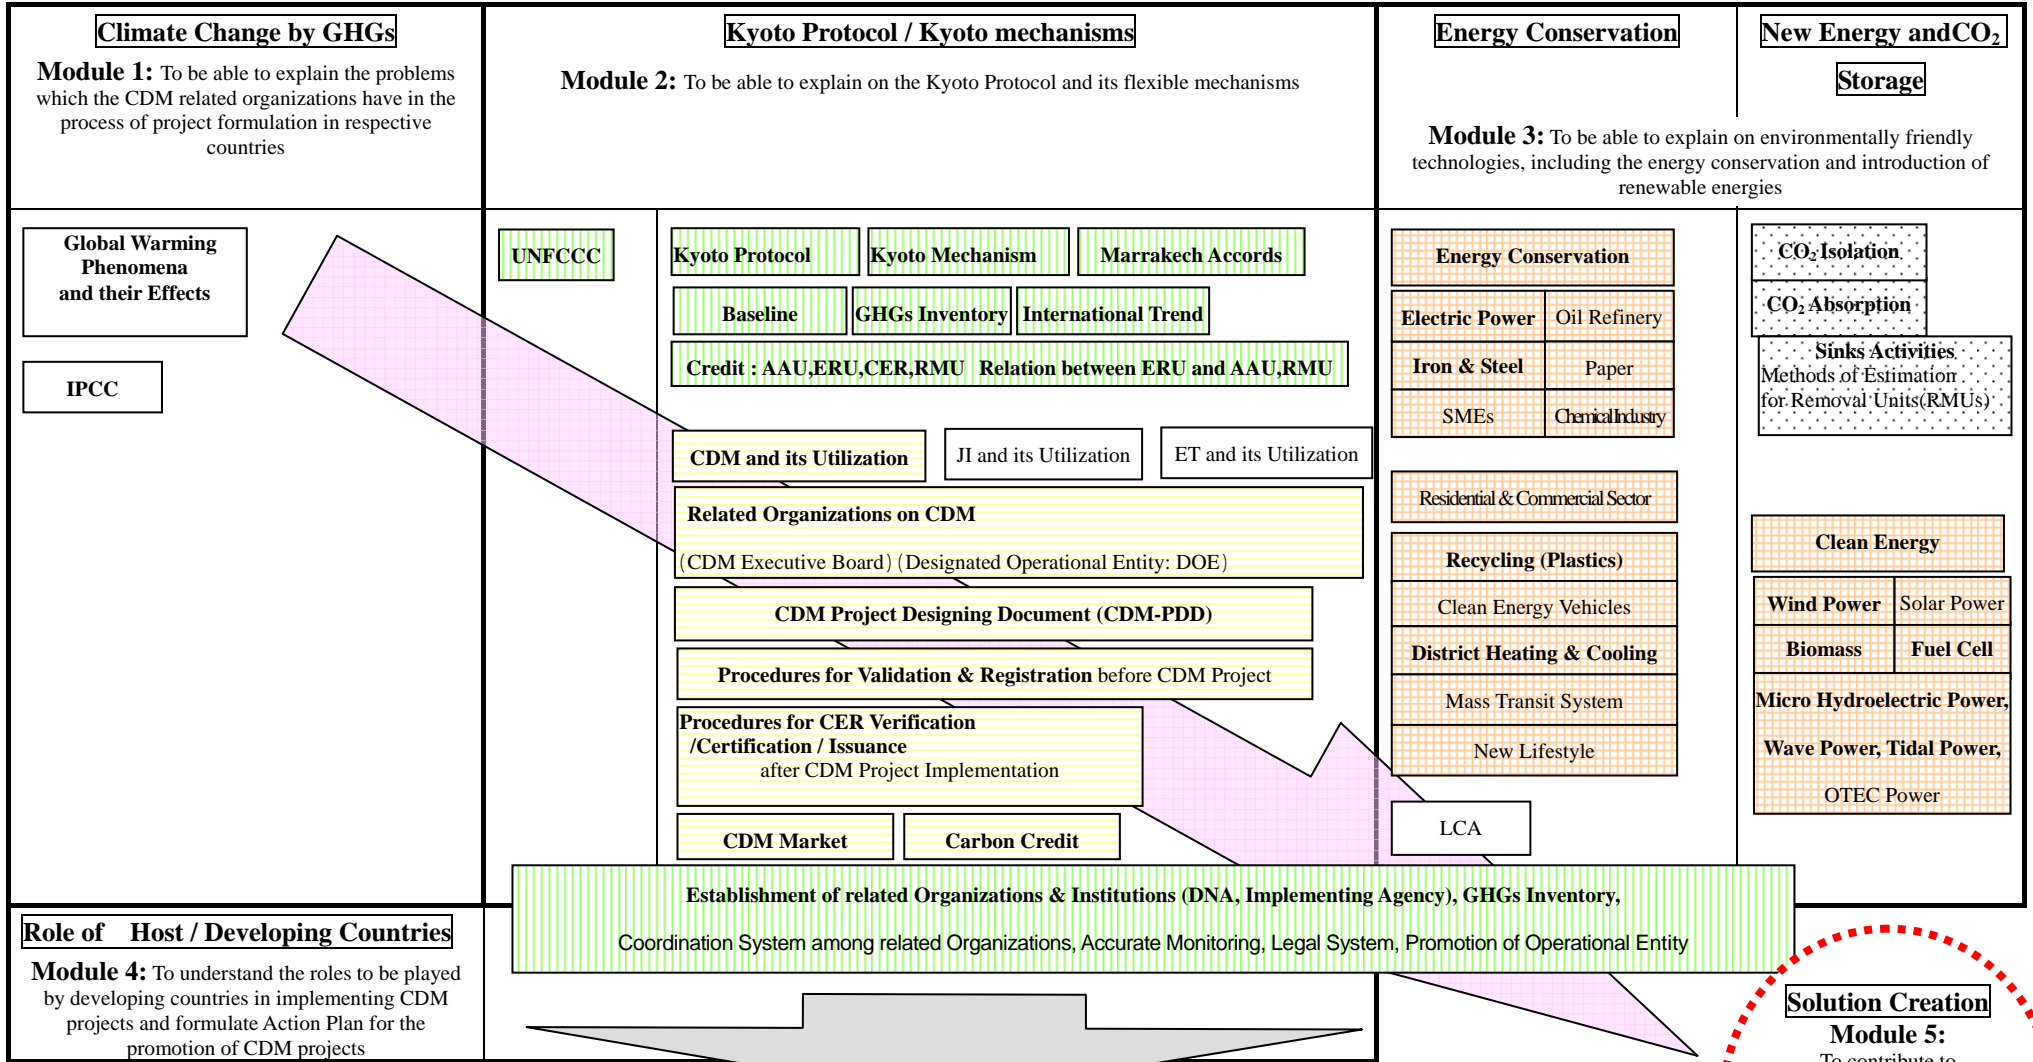 Climate Change by GHGs
Module 1: To be able to explain the problems
which the CDM related organizations have in the
process of project formulation in respective
countries
Kyoto Protocol / Kyoto mechanisms
Module 2: To be able to explain on the Kyoto Protocol and its flexible mechanisms
Energy Conservation
New Energy andCO₂
Storage
Module 3: To be able to explain on environmentally friendly
technologies, including the energy conservation and introduction of
renewable energies
Global Warming
Phenomena
and their Effects
IPCC
UNFCCC
Kyoto Protocol
Kyoto Mechanism
Marrakech Accords
Baseline
GHGs Inventory
International Trend
Credit : AAU,ERU,CER,RMU Relation between ERU and AAU,RMU
CDM and its Utilization
JI and its Utilization
ET and its Utilization
Related Organizations on CDM
(CDM Executive Board) (Designated Operational Entity: DOE)
CDM Project Designing Document (CDM-PDD)
Procedures for Validation & Registration before CDM Project
Procedures for CER Verification
/Certification / Issuance
after CDM Project Implementation
CDM Market
Carbon Credit
Energy Conservation
Electric Power
Oil Refinery
Iron & Steel
Paper
SMEs
Chemical Industry
Residential & Commercial Sector
Recycling (Plastics)
Clean Energy Vehicles
District Heating & Cooling
Mass Transit System
New Lifestyle
LCA
CO₂ Isolation
CO₂ Absorption
Sinks Activities
Methods of Estimation
for Removal Units(RMUs)
Clean Energy
Wind Power
Solar Power
Biomass
Fuel Cell
Micro Hydroelectric Power,
Wave Power, Tidal Power,
OTEC Power
Establishment of related Organizations & Institutions (DNA, Implementing Agency), GHGs Inventory,
Coordination System among related Organizations, Accurate Monitoring, Legal System, Promotion of Operational Entity
Role of Host / Developing Countries
Module 4: To understand the roles to be played
by developing countries in implementing CDM
projects and formulate Action Plan for the
promotion of CDM projects
Solution Creation
Module 5:
To contribute to